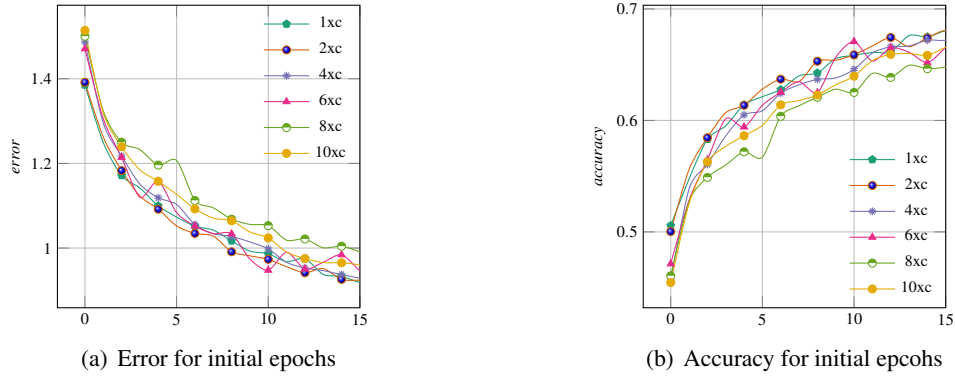 1.4
1.2
1
error
0
5
10
15
1xc
2xc
4xc
6xc
8xc
10xc
(a) Error for initial epochs
0.7
0.6
0.5
accuracy
0
5
10
15
1xc
2xc
4xc
6xc
8xc
10xc
(b) Accuracy for initial epcohs